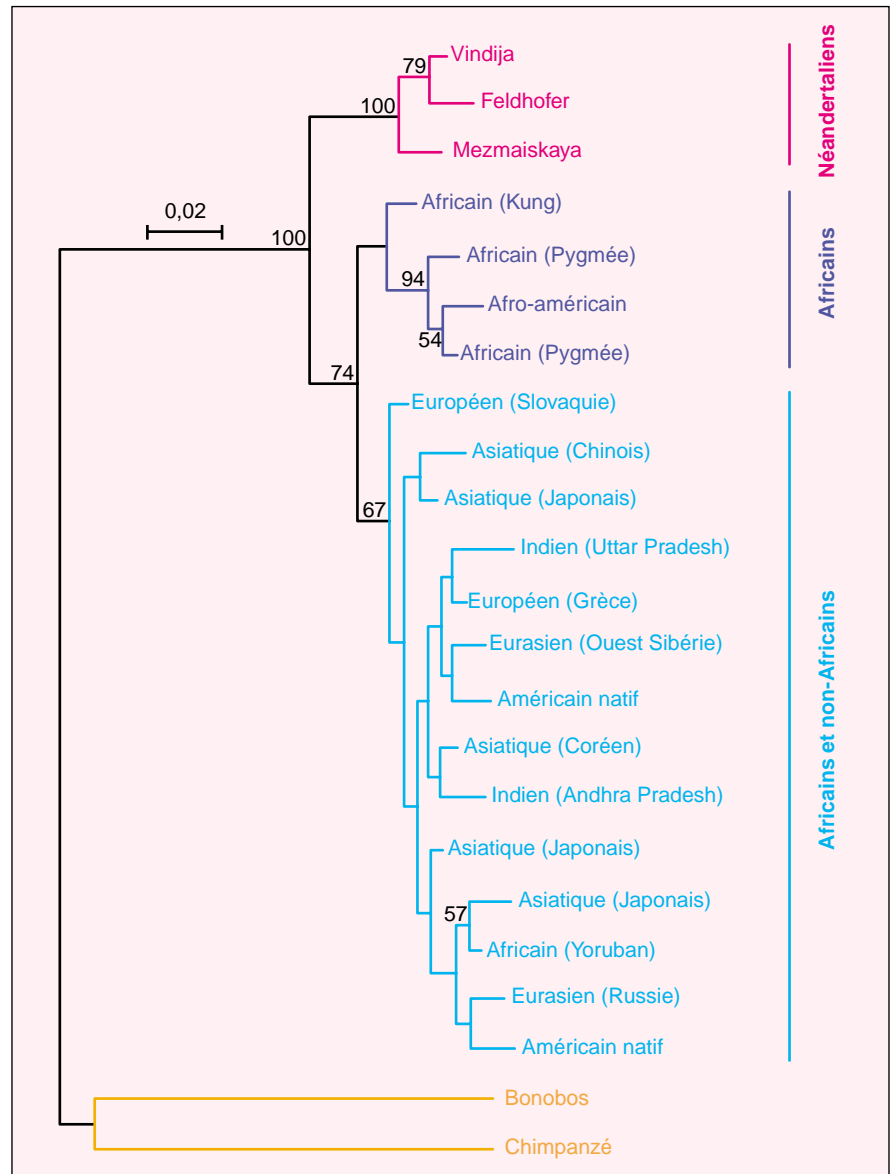 Vindija
79
Feldhofer
100
Mezmaiskaya
Néandertaliens
0,02
100
Africain (Kung)
Africain (Pygmée)
94
Afro-américain
54
Africain (Pygmée)
Africains
74
Européen (Slovaquie)
Asiatique (Chinois)
Asiatique (Japonais)
67
Indien (Uttar Pradesh)
Européen (Grèce)
Eurasien (Ouest Sibérie)
Américain natif
Asiatique (Coréen)
Indien (Andhra Pradesh)
Asiatique (Japonais)
57
Asiatique (Japonais)
Africain (Yoruban)
Eurasien (Russie)
Américain natif
Africains et non-Africains
Bonobos
Chimpanzé